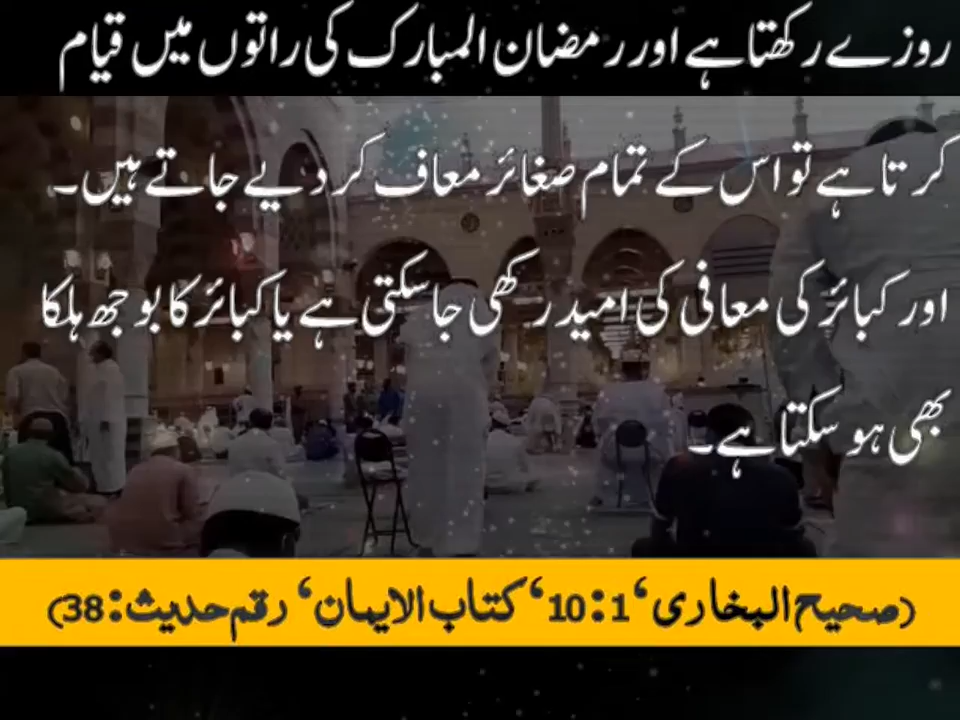 روزے رکھتا ہے اور رمضان المبارک کی راتوں میں قیام
کرتا ہے تو اس کے تمام صغائر معاف کر دیے جاتے ہیں۔
اور کبائر کی معافی کی امید رکھی جاسکتی ہے یا کبائر کا بوجھ ہلکا
بھی ہو سکتا ہے۔
(صحیح البخاری‘ 1:10‘ کتاب الایمان‘ رقم حدیث:38)